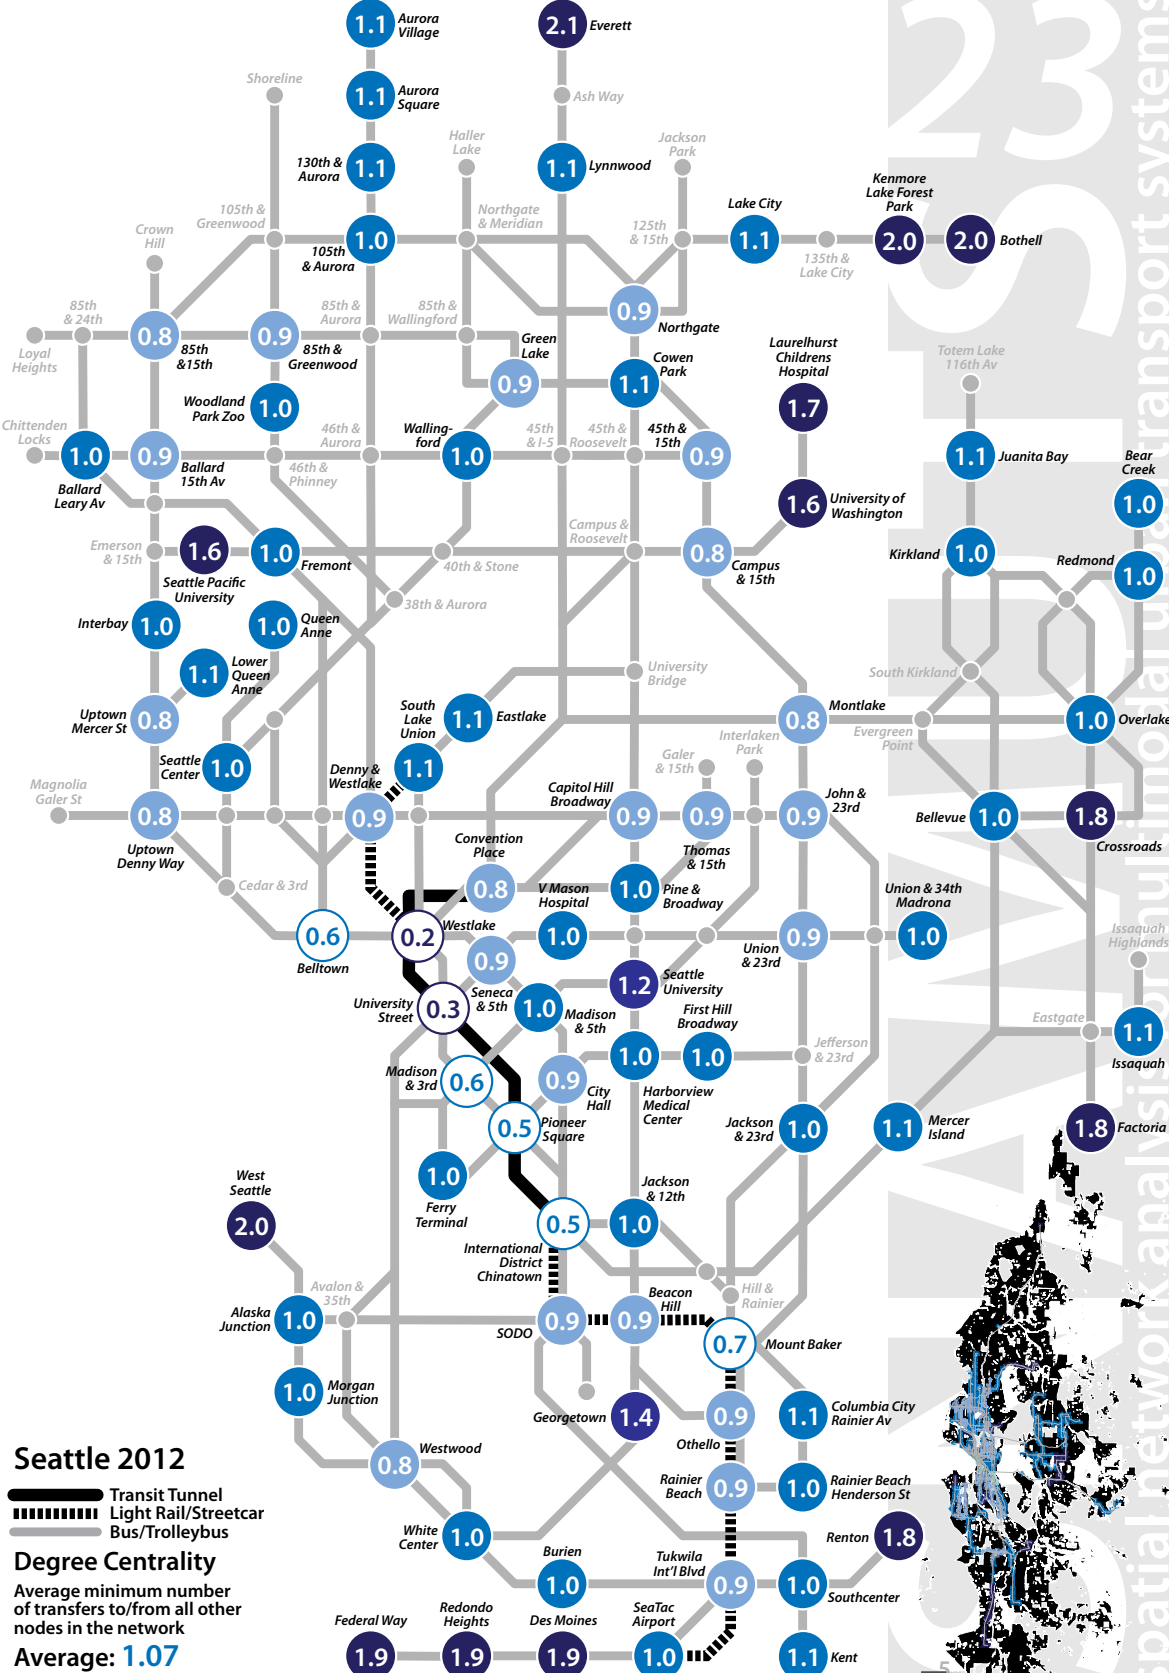 1.1
Aurora
Village
2.1
Everett
23
Shoreline
1.1
Aurora
Square
Ash Way
Haller
Lake
Jackson
Park
130th &
Aurora
1.1
1.1
Lynnwood
Kenmore
Lake Forest
Park
Lake City
105th &
Greenwood
Northgate
& Meridian
125th
& 15th
Crown
Hill
1.0
105th
& Aurora
1.1
135th &
Lake City
2.0
2.0
Bothell
85th
& 24th
85th &
Aurora
85th &
Wallingford
0.9
Northgate
Loyal
Heights
0.8
85th
&15th
0.9
85th &
Greenwood
Green
Lake
0.9
Cowen
Park
1.1
Laurelhurst
Childrens
Hospital
1.7
Totem Lake
116th Av
Woodland
Park Zoo
1.0
Chittenden
Locks
46th &
Aurora
Walling-
ford
45th
& I-5
45th &
Roosevelt
45th &
15th
1.0
Ballard
Leary Av
0.9
Ballard
15th Av
46th &
Phinney
1.0
0.9
1.1
Juanita Bay
Bear
Creek
1.0
1.6
University of
Washington
Emerson
& 15th
1.6
Seattle Pacific
University
1.0
Fremont
40th & Stone
Campus &
Roosevelt
0.8
Campus
& 15th
Kirkland
1.0
Redmond
1.0
38th & Aurora
Interbay
1.0
1.0
Queen
Anne
1.1
Lower
Queen
Anne
University
Bridge
South Kirkland
Uptown
Mercer St
0.8
South
Lake
Union
1.1
Eastlake
0.8
Montlake
Evergreen
Point
1.0
Overlake
Seattle
Center
1.0
Denny &
Westlake
1.1
Galer
& 15th
Interlaken
Park
Magnolia
Galer St
0.8
Uptown
Denny Way
0.9
Capitol Hill
Broadway
0.9
0.9
Thomas
& 15th
John &
23rd
0.9
Bellevue
1.0
1.8
Crossroads
Convention
Place
0.8
Cedar & 3rd
V Mason
Hospital
1.0
Pine &
Broadway
Union & 34th
Madrona
0.6
Belltown
0.2
Westlake
1.0
Union
& 23rd
0.9
1.0
Issaquah
Highlands
0.9
Seneca
& 5th
1.2
Seattle
University
University
Street
0.3
1.0
Madison
& 5th
First Hill
Broadway
Eastgate
1.1
Issaquah
Madison
& 3rd
0.6
0.9
City
Hall
1.0
Harborview
Medical
Center
1.0
Jefferson
& 23rd
0.5
Pioneer
Square
Jackson
& 23rd
1.0
1.1
Mercer
Island
1.8
Factoria
1.0
Ferry
Terminal
West
Seattle
2.0
Jackson
& 12th
1.0
0.5
International
District
Chinatown
Avalon &
35th
Hill &
Rainier
Alaska
Junction
1.0
SODO
0.9
Beacon
Hill
0.9
0.7
Mount Baker
1.0
Morgan
Junction
Georgetown
1.4
0.9
Othello
1.1
Columbia City
Rainier Av
0.8
Westwood
Rainier
Beach
0.9
1.0
Rainier Beach
Henderson St
White
Center
1.0
Renton
1.8
Burien
1.0
Tukwila
Int'l Blvd
0.9
1.0
Southcenter
Federal Way
1.9
Redondo
Heights
1.9
Des Moines
1.9
SeaTac
Airport
1.0
1.1
Kent
Seattle 2012
Transit Tunnel
Light Rail/Streetcar
Bus/Trolleybus
Degree Centrality
Average minimum number
of transfers to/from all other
nodes in the network
Average: 1.07
5